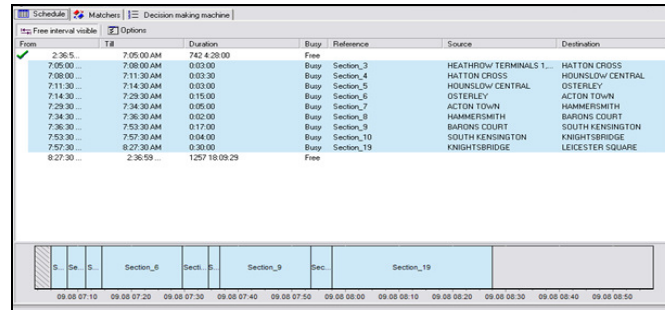 Schedule Matchers Decision making machine
Free interval visible Options
From Till Duration Busy Reference Source Destination
2:36:5... 7:05:00 AM 742 4:28:00 Free
7:05:00 ... 7:08:00 AM 0:03:00 Busy Section_3 HEATHROW TERMINALS 1,... HATTON CROSS
7:08:00 ... 7:11:30 AM 0:03:30 Busy Section_4 HATTON CROSS HOUNSLOW CENTRAL
7:11:30 ... 7:14:30 AM 0:03:00 Busy Section_5 HOUNSLOW CENTRAL OSTERLEY
7:14:30 ... 7:29:30 AM 0:15:00 Busy Section_6 OSTERLEY ACTON TOWN
7:29:30 ... 7:34:30 AM 0:05:00 Busy Section_7 ACTON TOWN HAMMERSMITH
7:34:30 ... 7:36:30 AM 0:02:00 Busy Section_8 HAMMERSMITH BARONS COURT
7:36:30 ... 7:53:30 AM 0:17:00 Busy Section_9 BARONS COURT SOUTH KENSINGTON
7:53:30 ... 7:57:30 AM 0:04:00 Busy Section_10 SOUTH KENSINGTON KNIGHTSBRIDGE
7:57:30 ... 8:27:30 AM 0:30:00 Busy Section_19 KNIGHTSBRIDGE LEICESTER SQUARE
8:27:30 ... 2:36:59 ... 1257 18:09:29 Free
S... Se... S... Section_6 Secti... S... Section_9 Sec... Section_19
09.08 07:10 09.08 07:20 09.08 07:30 09.08 07:40 09.08 07:50 09.08 08:00 09.08 08:10 09.08 08:20 09.08 08:30 09.08 08:40 09.08 08:50